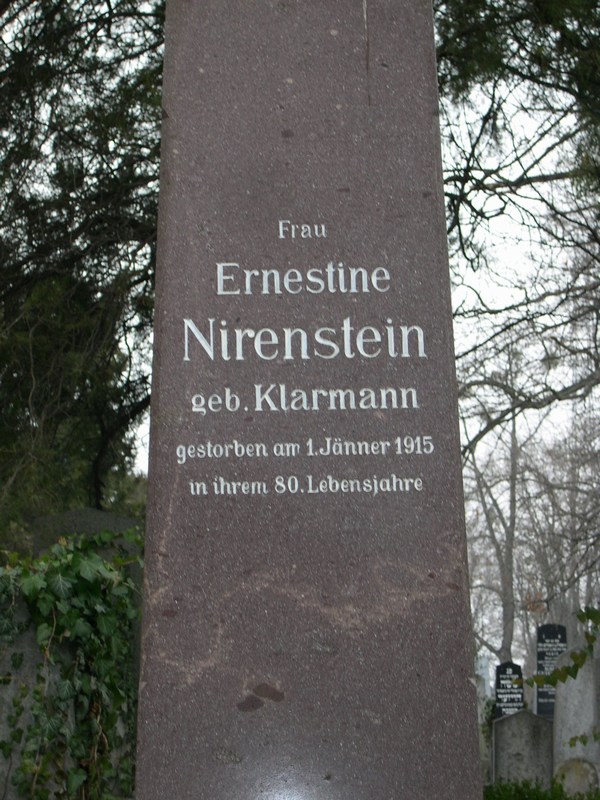 Frau
Ernestine
Nirenstein
geb. Klarmann
gestorben am 1. Jänner 1915
in ihrem 80. Lebensjahre